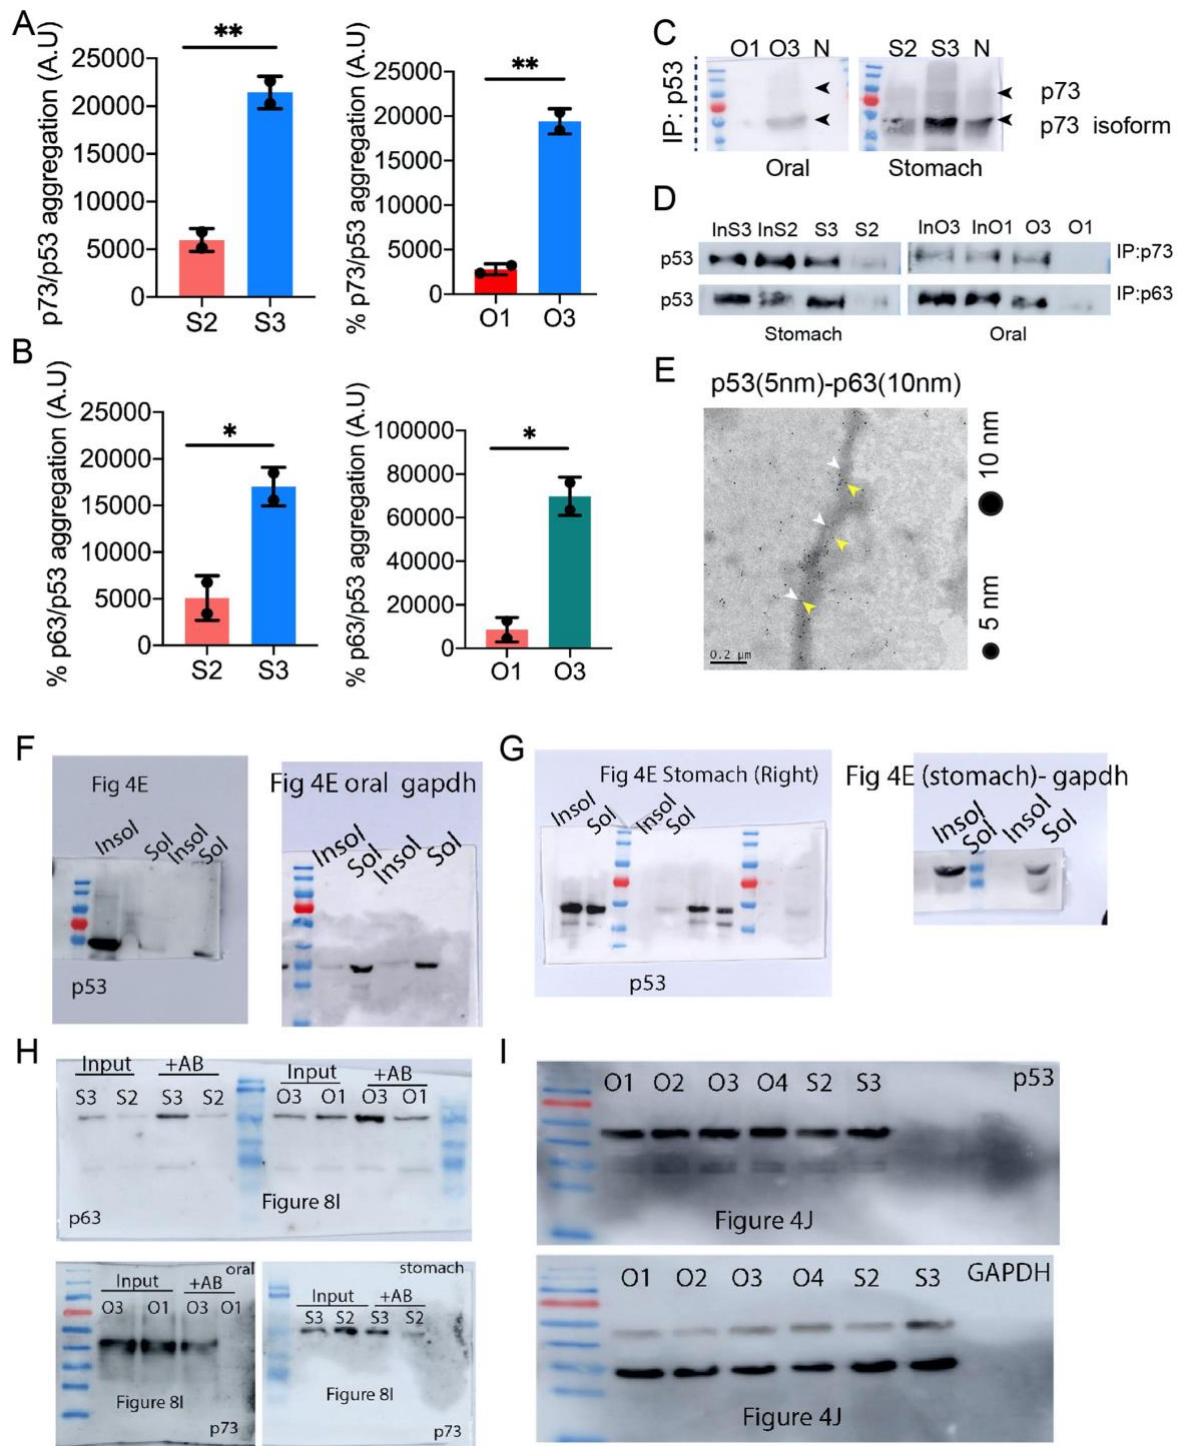 A
p73/p53 aggregation (A.U)
25000
20000
15000
10000
5000
0
**
S2
S3
% p73/p53 aggregation (A.U)
25000
20000
15000
10000
5000
0
**
O1
O3
B
% p63/p53 aggregation (A.U)
25000
20000
15000
10000
5000
0
*
S2
S3
% p63/p53 aggregation (A.U
100000
80000
60000
40000
20000
0
*
O1
O3
C
IP: p53
O1 O3 N
S2 S3 N
p73
p73 isoform
Oral
Stomach
D
InS3 InS2 S3 S2
InO3 InO1 O3 O1
p53
IP:p73
p53
IP:p63
Stomach
Oral
E
p53(5nm)-p63(10nm)
0.2 µm
10 nm
5 nm
F
Fig 4E
Insol Sol Insol Sol
p53
Fig 4E oral gapdh
Insol Sol Insol Sol
G
Fig 4E Stomach (Right)
Insol Sol Insol Sol
p53
Fig 4E (stomach)- gapdh
Insol Sol Insol Sol
H
Input +AB
S3 S2 S3 S2
Input +AB
O3 O1 O3 O1
Figure 8I
p63
oral
Input +AB
O3 O1 O3 O1
Figure 8I
p73
stomach
Input +AB
S3 S2 S3 S2
Figure 8I
p73
I
O1 O2 O3 O4 S2 S3 p53
Figure 4J
O1 O2 O3 O4 S2 S3 GAPDH
Figure 4J